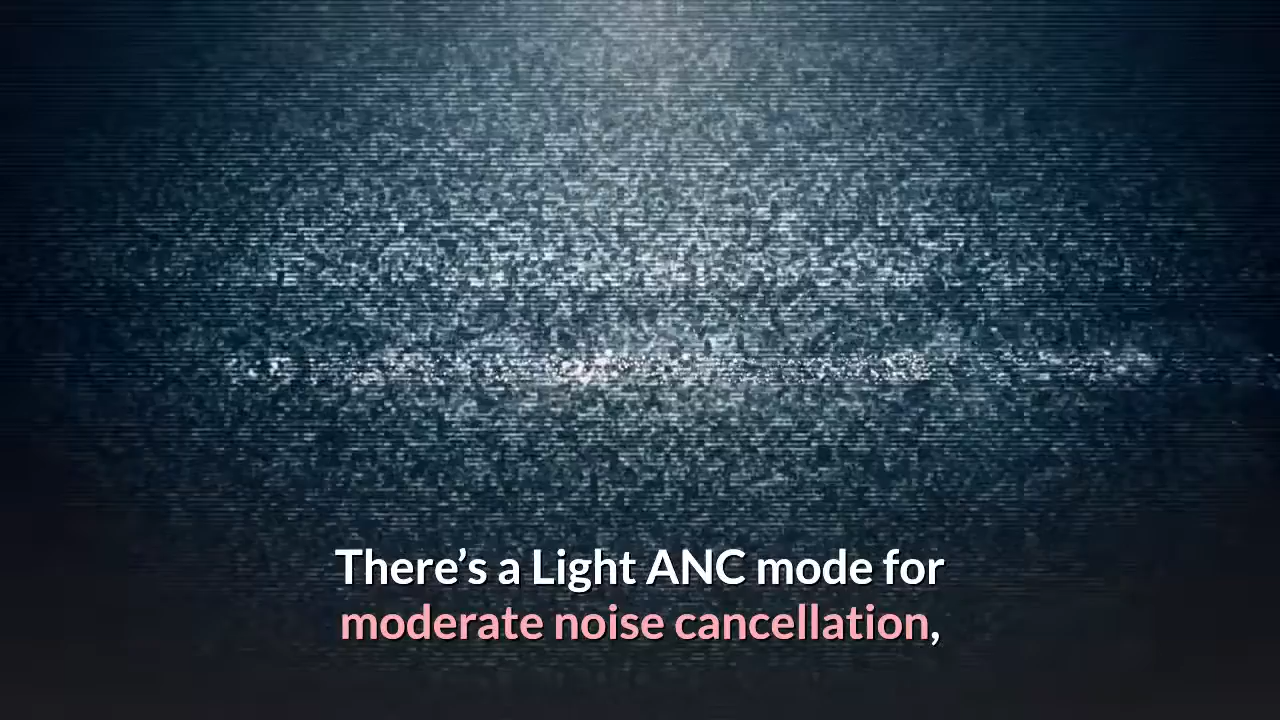 There’s a Light ANC mode for
moderate noise cancellation,